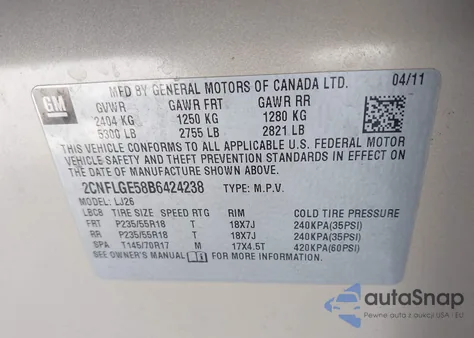 GM
MFD BY GENERAL MOTORS OF CANADA LTD. 04/11
GVWR GAWR FRT GAWR RR
2404 KG 1250 KG 1280 KG
5300 LB 2755 LB 2821 LB
THIS VEHICLE CONFORMS TO ALL APPLICABLE U.S. FEDERAL MOTOR
VEHICLE SAFETY AND THEFT PREVENTION STANDARDS IN EFFECT ON
THE DATE OF MANUFACTURE SHOWN ABOVE.
2CNFLGE58B6424238 TYPE: M.P.V.
MODEL: LJ26
LBC8 TIRE SIZE SPEED RTG RIM COLD TIRE PRESSURE
FRT P235/55R18 T 18X7J 240KPA(35PSI)
RR P235/55R18 T 18X7J 240KPA(35PSI)
SPA T145/70R17 M 17X4.5T 420KPA(60PSI)
SEE OWNER'S MANUAL FOR MORE INFORMATION.
autoSnap
Pewne auta z USA - EU